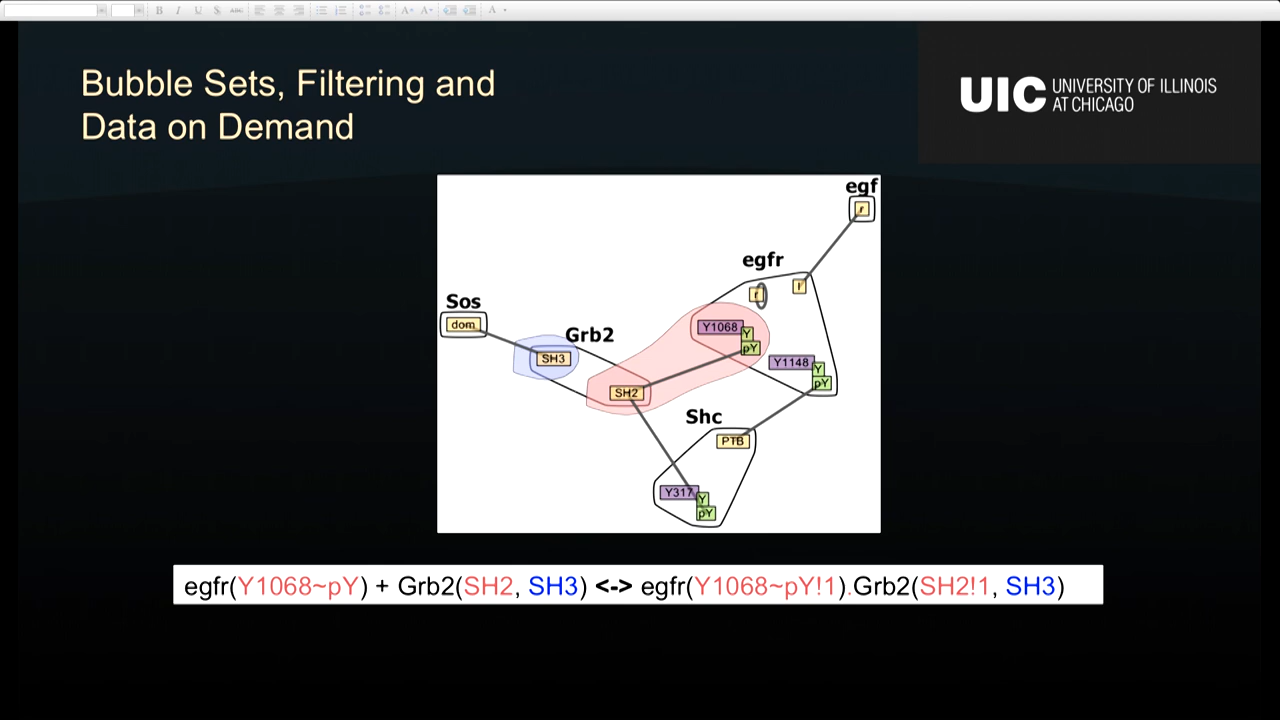 Bubble Sets, Filtering and
Data on Demand
UIC UNIVERSITY OF ILLINOIS
AT CHICAGO
egf
r
egfr
r
l
Sos
dom
Grb2
SH3
Y1068
Y
pY
Y1148
Y
pY
SH2
Shc
PTB
Y317
Y
pY
egfr(Y1068~pY) + Grb2(SH2, SH3) <-> egfr(Y1068~pY!1).Grb2(SH2!1, SH3)